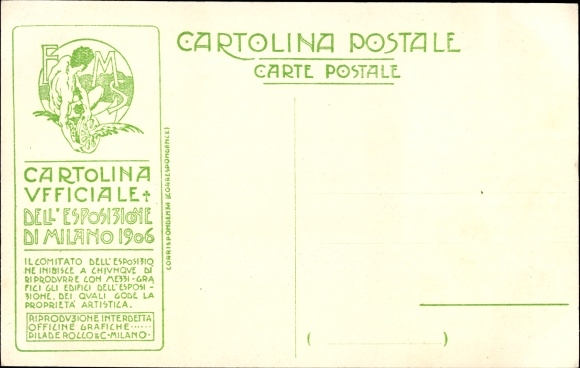 CARTOLINA POSTALE
CARTE POSTALE
CARTOLINA
VFFICIALE
DELL'ESPOSIZIONE
DI MILANO 1906
IL COMITATO DELL'ESPOSIZIO
NE INIBISCE A CHIVNQVE DI
RIPRODVRRE CON MEZZI GRA
FICI GLI EDIFICI DELL'ESPOSI-
ZIONE, DEI QVALI GODE LA
PROPRIETÀ ARTISTICA.
RIPRODVZIONE INTERDETTA
OFFICINE GRAFICHE ......
PILADE ROCCO & C - MILANO -
CORRISPONDENZA (CORRESPONDENCE)